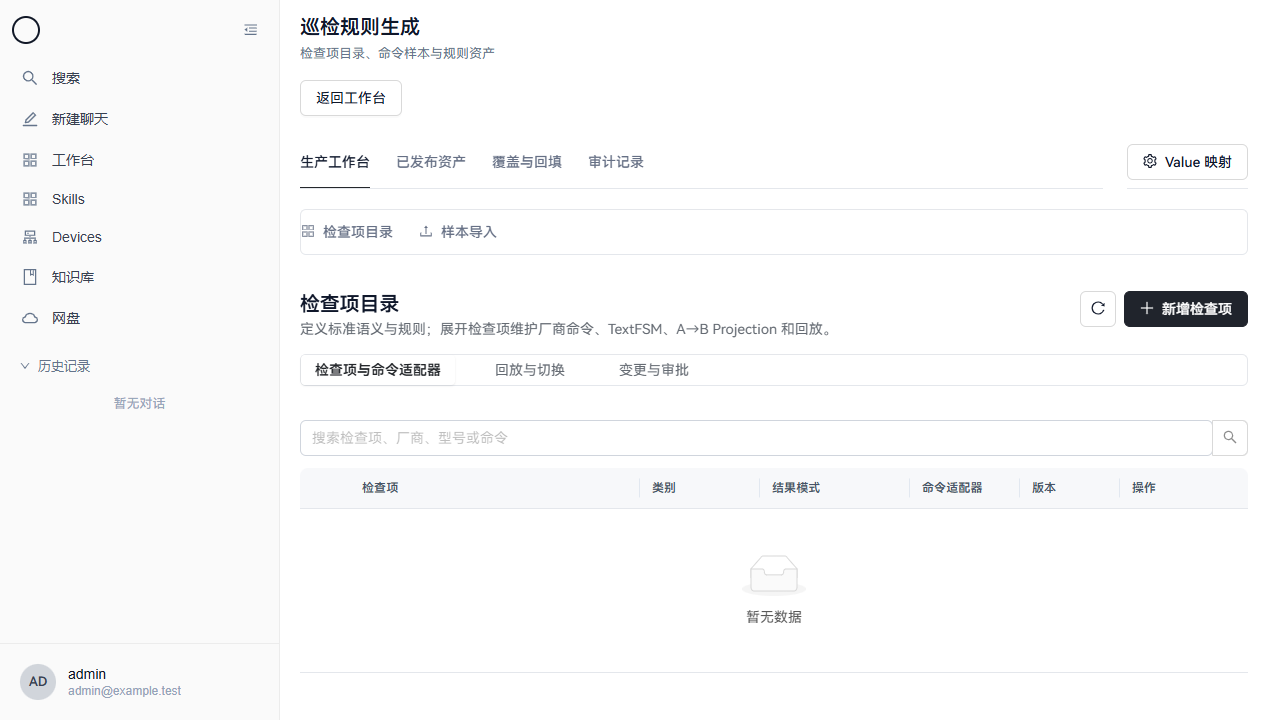 搜索
新建聊天
工作台
Skills
Devices
知识库
网盘
历史记录
暂无对话
AD
admin
admin@example.test
巡检规则生成
检查项目录、命令样本与规则资产
返回工作台
生产工作台 已发布资产 覆盖与回填 审计记录
Value 映射
检查项目录 样本导入
检查项目录
定义标准语义与规则；展开检查项维护厂商命令、TextFSM、A→B Projection 和回放。
新增检查项
检查项与命令适配器 回放与切换 变更与审批
搜索检查项、厂商、型号或命令
检查项 类别 结果模式 命令适配器 版本 操作
暂无数据